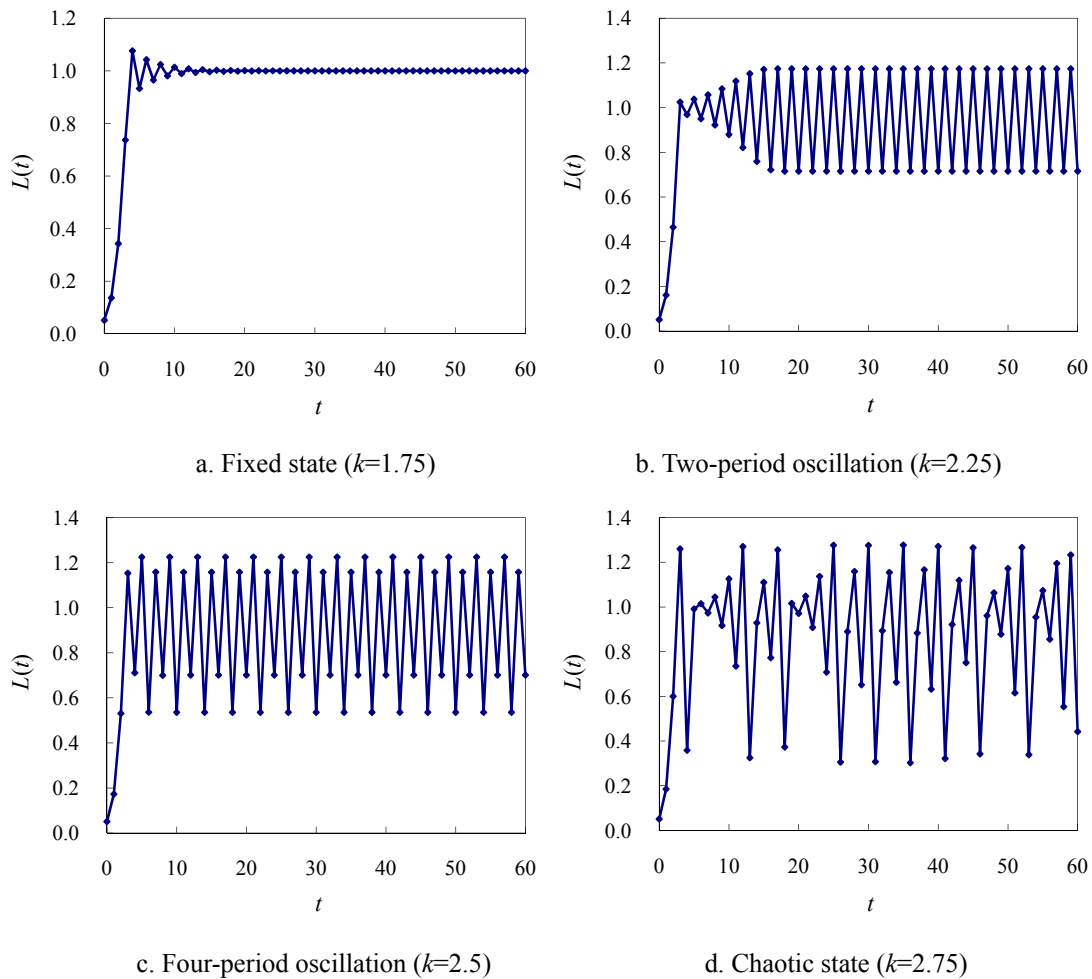 1.2
1.0
0.8
0.6
0.4
0.2
0.0
L(t)
0 10 20 30 40 50 60
t
a. Fixed state (k=1.75)
1.4
1.2
1.0
0.8
0.6
0.4
0.2
0.0
L(t)
0 10 20 30 40 50 60
t
b. Two-period oscillation (k=2.25)
1.4
1.2
1.0
0.8
0.6
0.4
0.2
0.0
L(t)
0 10 20 30 40 50 60
t
c. Four-period oscillation (k=2.5)
1.4
1.2
1.0
0.8
0.6
0.4
0.2
0.0
L(t)
0 10 20 30 40 50 60
t
d. Chaotic state (k=2.75)